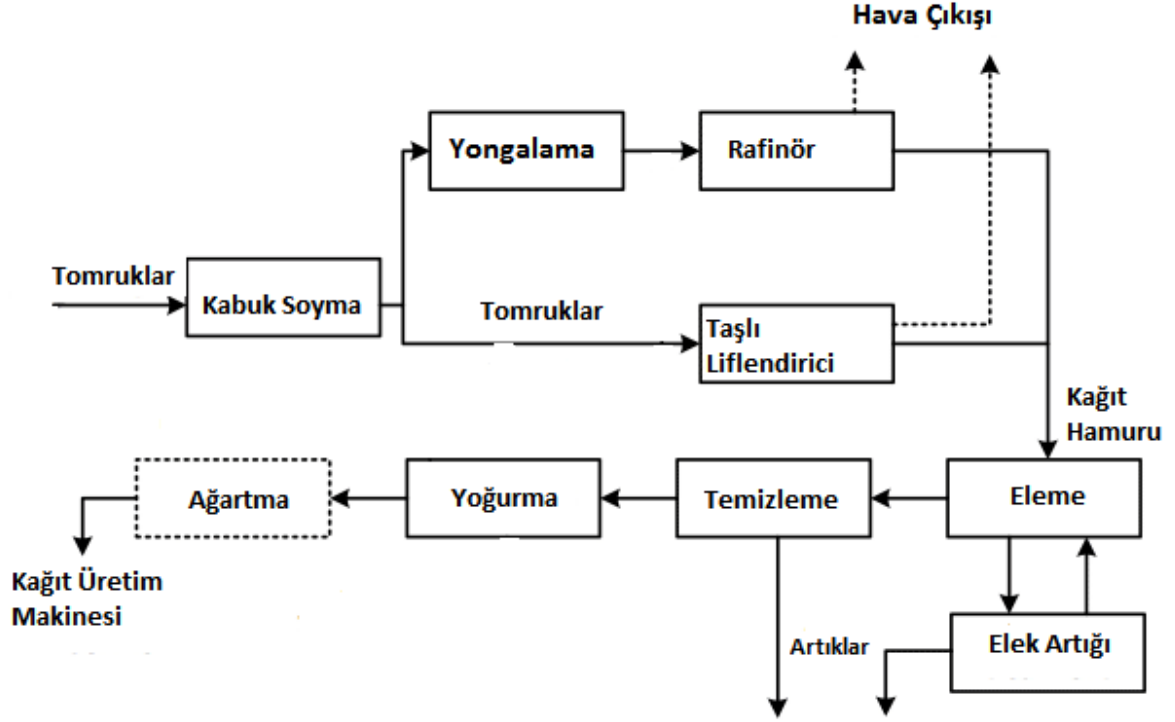 Hava Çıkışı
Yongalama
Rafinör
Tomruklar
Kabuk Soyma
Tomruklar
Taşlı
Liflendirici
Kağıt
Hamuru
Ağartma
Yoğurma
Temizleme
Eleme
Kağıt Üretim
Makinesi
Artıklar
Elek Artığı